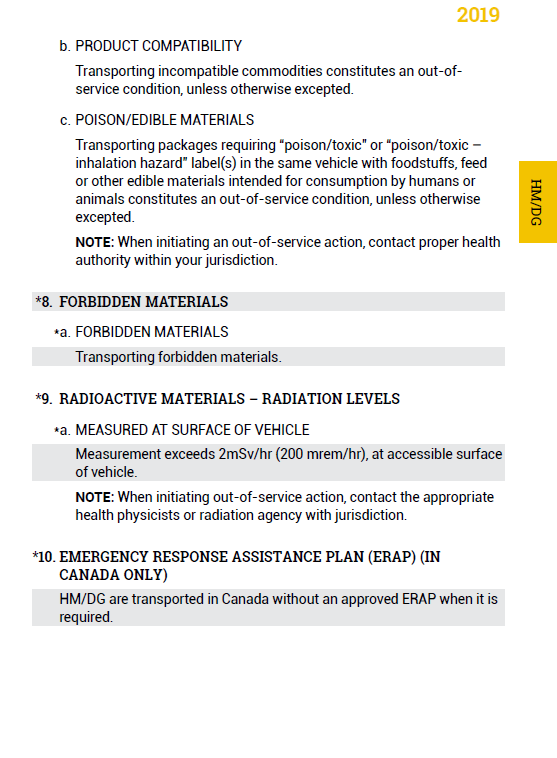 2019
b. PRODUCT COMPATIBILITY
Transporting incompatible commodities constitutes an out-of-
service condition, unless otherwise excepted.
c. POISON/EDIBLE MATERIALS
Transporting packages requiring “poison/toxic” or “poison/toxic –
inhalation hazard” label(s) in the same vehicle with foodstuffs, feed
or other edible materials intended for consumption by humans or
animals constitutes an out-of-service condition, unless otherwise
excepted.
HM/DG
NOTE: When initiating an out-of-service action, contact proper health
authority within your jurisdiction.
*8. FORBIDDEN MATERIALS
*a. FORBIDDEN MATERIALS
Transporting forbidden materials.
*9. RADIOACTIVE MATERIALS – RADIATION LEVELS
*a. MEASURED AT SURFACE OF VEHICLE
Measurement exceeds 2mSv/hr (200 mrem/hr), at accessible surface
of vehicle.
NOTE: When initiating out-of-service action, contact the appropriate
health physicists or radiation agency with jurisdiction.
*10. EMERGENCY RESPONSE ASSISTANCE PLAN (ERAP) (IN
CANADA ONLY)
HM/DG are transported in Canada without an approved ERAP when it is
required.